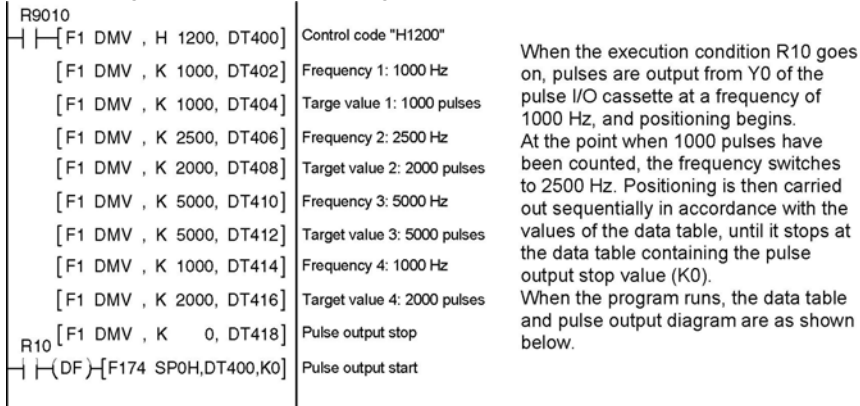 R9010
[F1 DMV , H 1200, DT400] Control code "H1200"
[F1 DMV , K 1000, DT402] Frequency 1: 1000 Hz
[F1 DMV , K 1000, DT404] Targe value 1: 1000 pulses
[F1 DMV , K 2500, DT406] Frequency 2: 2500 Hz
[F1 DMV , K 2000, DT408] Target value 2: 2000 pulses
[F1 DMV , K 5000, DT410] Frequency 3: 5000 Hz
[F1 DMV , K 5000, DT412] Target value 3: 5000 pulses
[F1 DMV , K 1000, DT414] Frequency 4: 1000 Hz
[F1 DMV , K 2000, DT416] Target value 4: 2000 pulses
[F1 DMV , K 0, DT418] Pulse output stop
R10
(DF)[F174 SP0H,DT400,K0] Pulse output start
When the execution condition R10 goes
on, pulses are output from Y0 of the
pulse I/O cassette at a frequency of
1000 Hz, and positioning begins.
At the point when 1000 pulses have
been counted, the frequency switches
to 2500 Hz. Positioning is then carried
out sequentially in accordance with the
values of the data table, until it stops at
the data table containing the pulse
output stop value (K0).
When the program runs, the data table
and pulse output diagram are as shown
below.